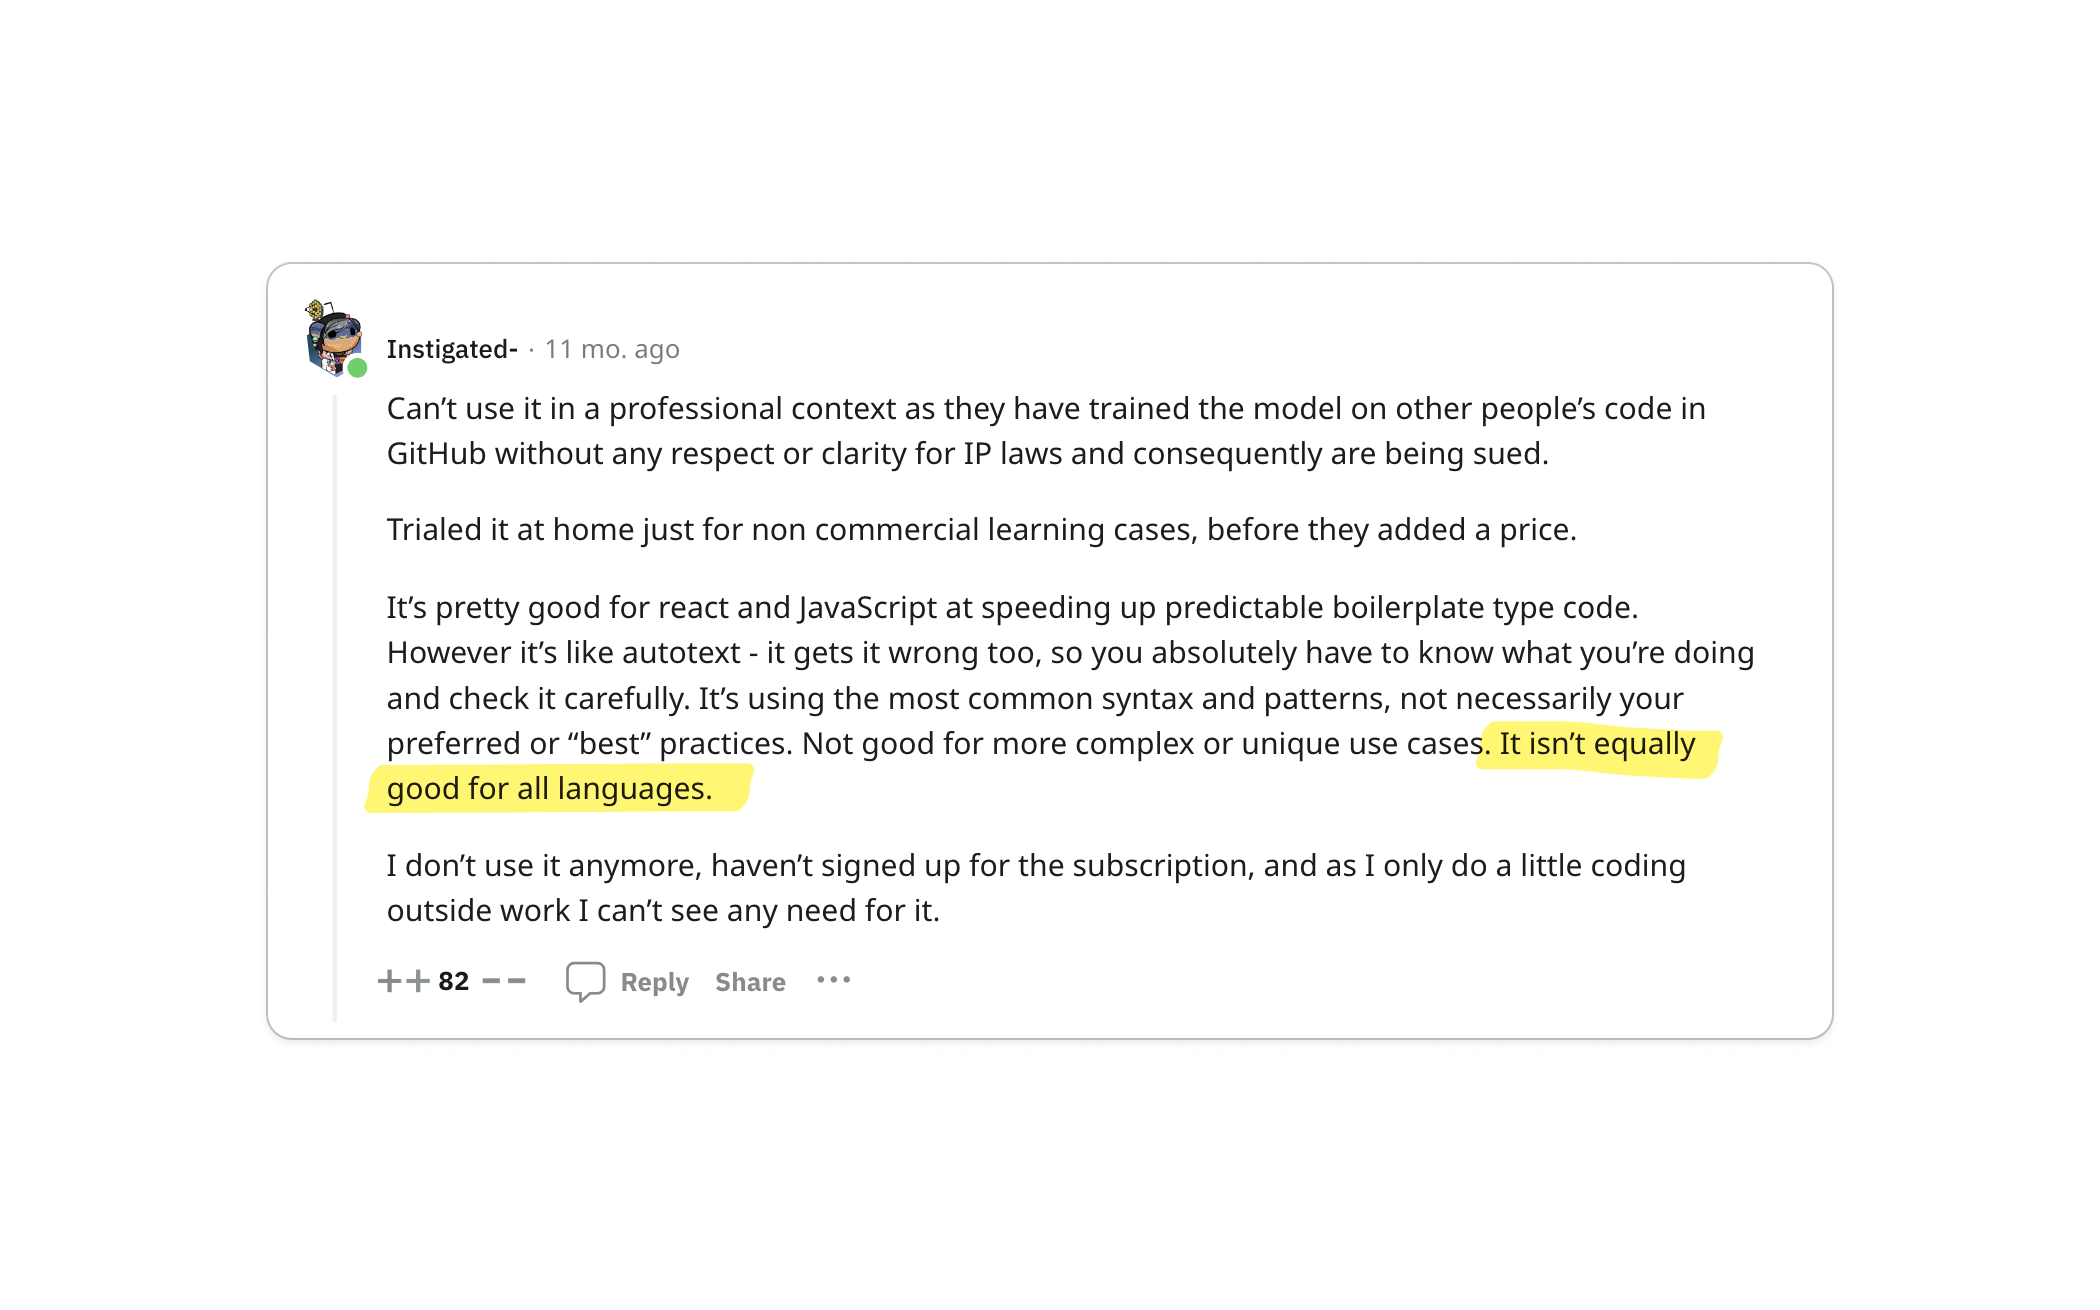 Instigated- · 11 mo. ago
Can’t use it in a professional context as they have trained the model on other people’s code in
GitHub without any respect or clarity for IP laws and consequently are being sued.
Trialed it at home just for non commercial learning cases, before they added a price.
It’s pretty good for react and JavaScript at speeding up predictable boilerplate type code.
However it’s like autotext - it gets it wrong too, so you absolutely have to know what you’re doing
and check it carefully. It’s using the most common syntax and patterns, not necessarily your
preferred or “best” practices. Not good for more complex or unique use cases. It isn’t equally
good for all languages.
I don’t use it anymore, haven’t signed up for the subscription, and as I only do a little coding
outside work I can’t see any need for it.
++ 82 -- Reply Share ···